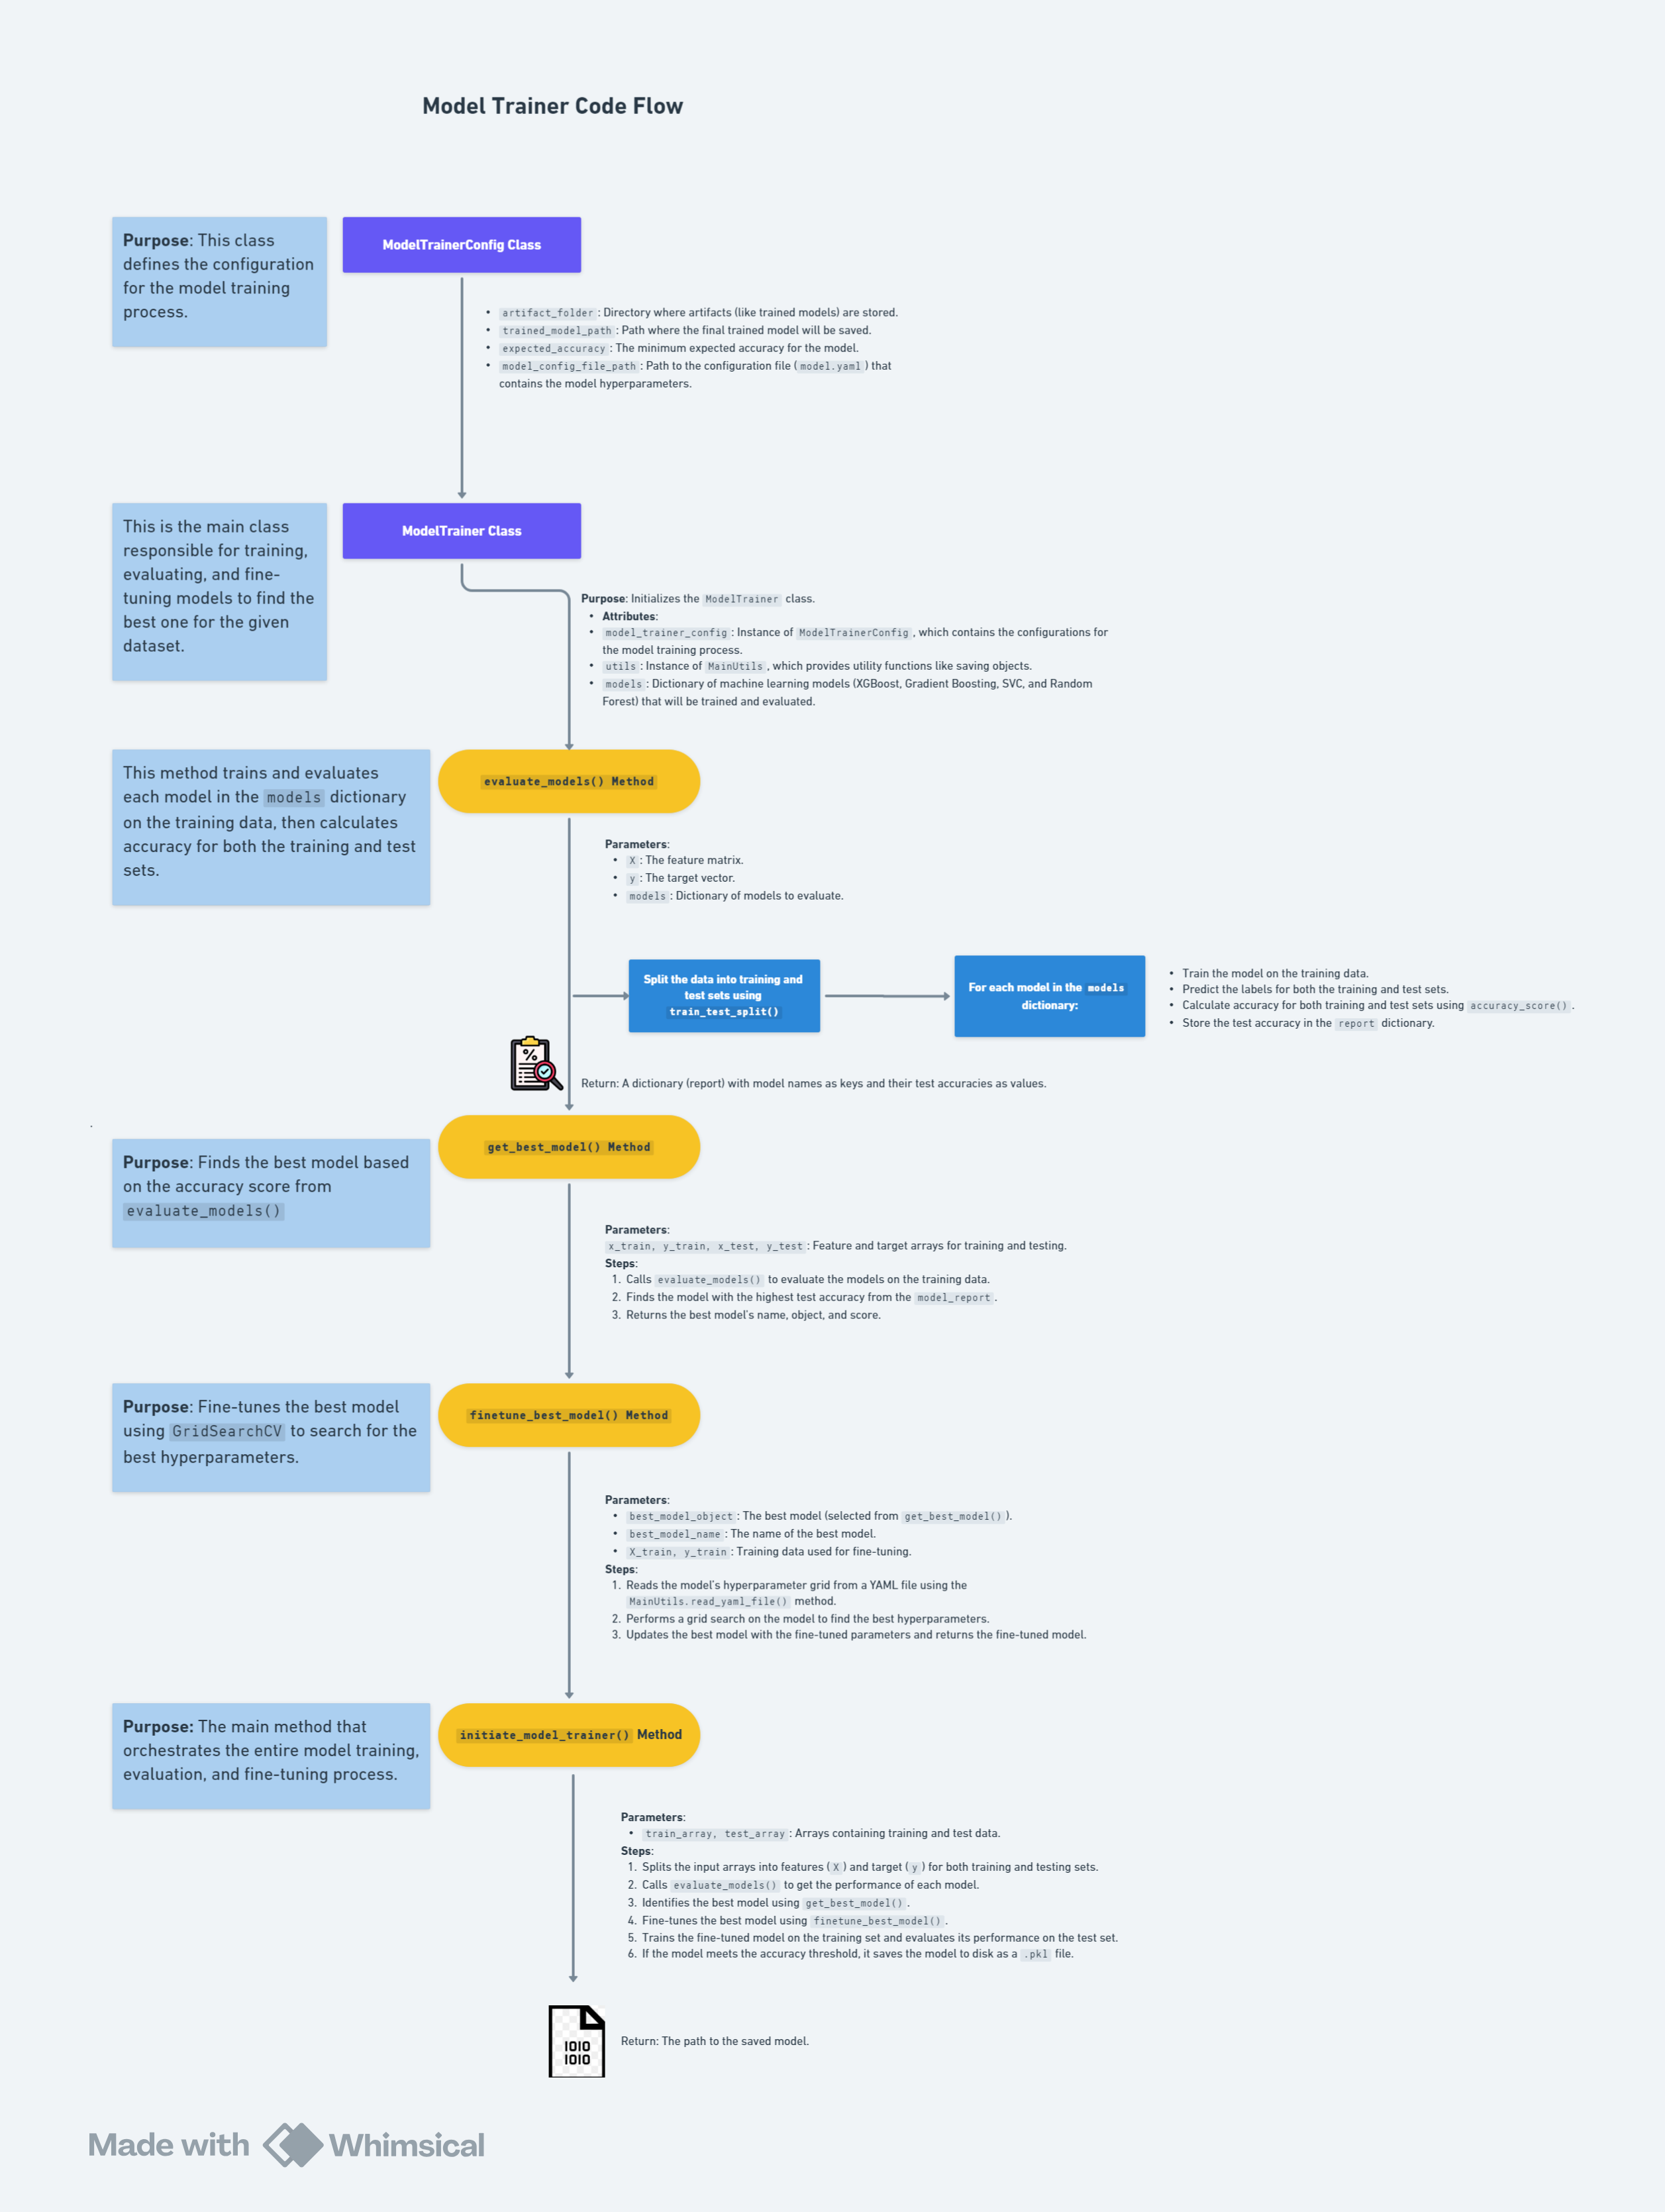 Model Trainer Code Flow
Purpose: This class
defines the configuration
for the model training
process.
ModelTrainerConfig Class
• artifact_folder : Directory where artifacts (like trained models) are stored.
• trained_model_path : Path where the final trained model will be saved.
• expected_accuracy : The minimum expected accuracy for the model.
• model_config_file_path : Path to the configuration file ( model.yaml ) that
contains the model hyperparameters.
This is the main class
responsible for training,
evaluating, and fine-
tuning models to find the
best one for the given
dataset.
ModelTrainer Class
Purpose: Initializes the ModelTrainer class.
• Attributes:
• model_trainer_config : Instance of ModelTrainerConfig , which contains the configurations for
the model training process.
• utils : Instance of MainUtils , which provides utility functions like saving objects.
• models : Dictionary of machine learning models (XGBoost, Gradient Boosting, SVC, and Random
Forest) that will be trained and evaluated.
This method trains and evaluates
each model in the models dictionary
on the training data, then calculates
accuracy for both the training and test
sets.
evaluate_models() Method
Parameters:
• X : The feature matrix.
• y : The target vector.
• models : Dictionary of models to evaluate.
Split the data into training and
test sets using
train_test_split()
For each model in the models
dictionary:
• Train the model on the training data.
• Predict the labels for both the training and test sets.
• Calculate accuracy for both training and test sets using accuracy_score() .
• Store the test accuracy in the report dictionary.
%
Return: A dictionary (report) with model names as keys and their test accuracies as values.
.
Purpose: Finds the best model based
on the accuracy score from
evaluate_models()
get_best_model() Method
Parameters:
x_train, y_train, x_test, y_test : Feature and target arrays for training and testing.
Steps:
1. Calls evaluate_models() to evaluate the models on the training data.
2. Finds the model with the highest test accuracy from the model_report .
3. Returns the best model's name, object, and score.
Purpose: Fine-tunes the best model
using GridSearchCV to search for the
best hyperparameters.
finetune_best_model() Method
Parameters:
• best_model_object : The best model (selected from get_best_model() ).
• best_model_name : The name of the best model.
• X_train, y_train : Training data used for fine-tuning.
Steps:
1. Reads the model's hyperparameter grid from a YAML file using the
MainUtils.read_yaml_file() method.
2. Performs a grid search on the model to find the best hyperparameters.
3. Updates the best model with the fine-tuned parameters and returns the fine-tuned model.
Purpose: The main method that
orchestrates the entire model training,
evaluation, and fine-tuning process.
initiate_model_trainer() Method
Parameters:
• train_array, test_array : Arrays containing training and test data.
Steps:
1. Splits the input arrays into features ( X ) and target ( y ) for both training and testing sets.
2. Calls evaluate_models() to get the performance of each model.
3. Identifies the best model using get_best_model() .
4. Fine-tunes the best model using finetune_best_model() .
5. Trains the fine-tuned model on the training set and evaluates its performance on the test set.
6. If the model meets the accuracy threshold, it saves the model to disk as a .pkl file.
1010
1010
Return: The path to the saved model.
Made with Whimsical